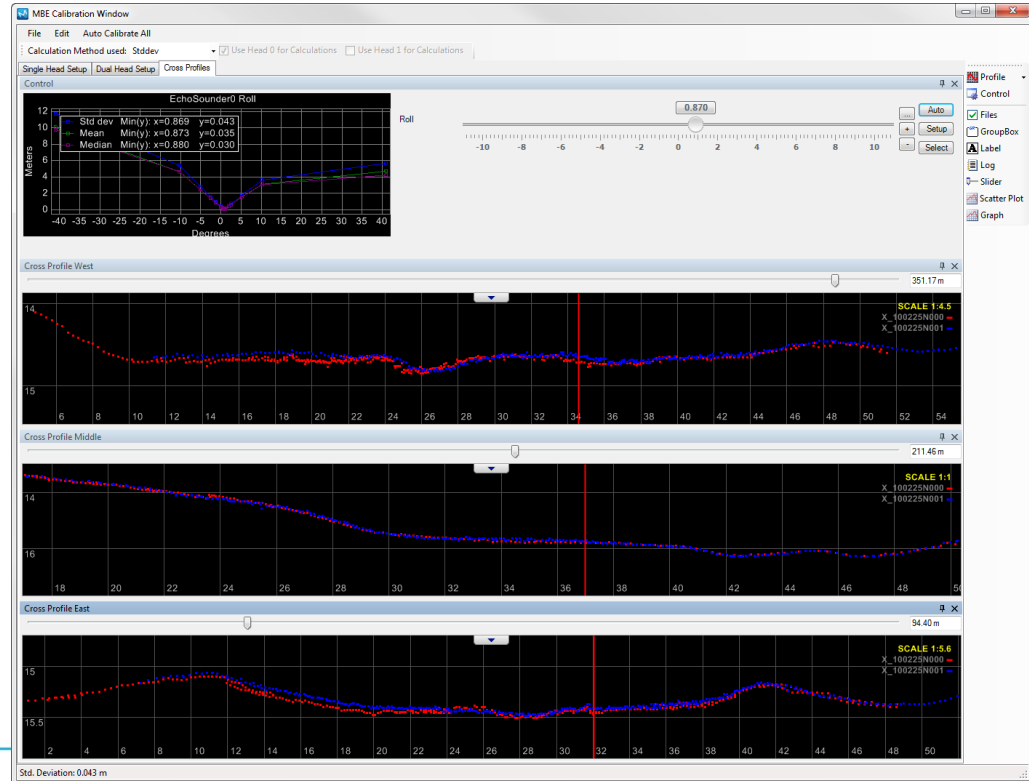 MBE Calibration Window
File Edit Auto Calibrate All
Calculation Method used: Stddev Use Head 0 for Calculations Use Head 1 for Calculations
Single Head Setup Dual Head Setup Cross Profiles
Control
EchoSounder0 Roll
Std dev Min(y): x=0.869 y=0.043
Mean Min(y): x=0.873 y=0.035
Median Min(y): x=0.880 y=0.030
Meters
12
10
8
6
4
2
0
-40 -35 -30 -25 -20 -15 -10 -5 0 5 10 15 20 25 30 35 40
Degrees
Roll
0.870
-10 -8 -6 -4 -2 0 2 4 6 8 10
... Auto
+ Setup
- Select
Profile
Control
Files
GroupBox
A Label
Log
Slider
Scatter Plot
Graph
Cross Profile West
351.17 m
SCALE 1:4.5
X_100225N000
X_100225N001
14
15
6 8 10 12 14 16 18 20 22 24 26 28 30 32 34 36 38 40 42 44 46 48 50 52 54
Cross Profile Middle
211.46 m
SCALE 1:1
X_100225N000
X_100225N001
14
16
18 20 22 24 26 28 30 32 34 36 38 40 42 44 46 48 50
Cross Profile East
94.40 m
SCALE 1:5.6
X_100225N000
X_100225N001
15
15.5
2 4 6 8 10 12 14 16 18 20 22 24 26 28 30 32 34 36 38 40 42 44 46 48 50
Std. Deviation: 0.043 m